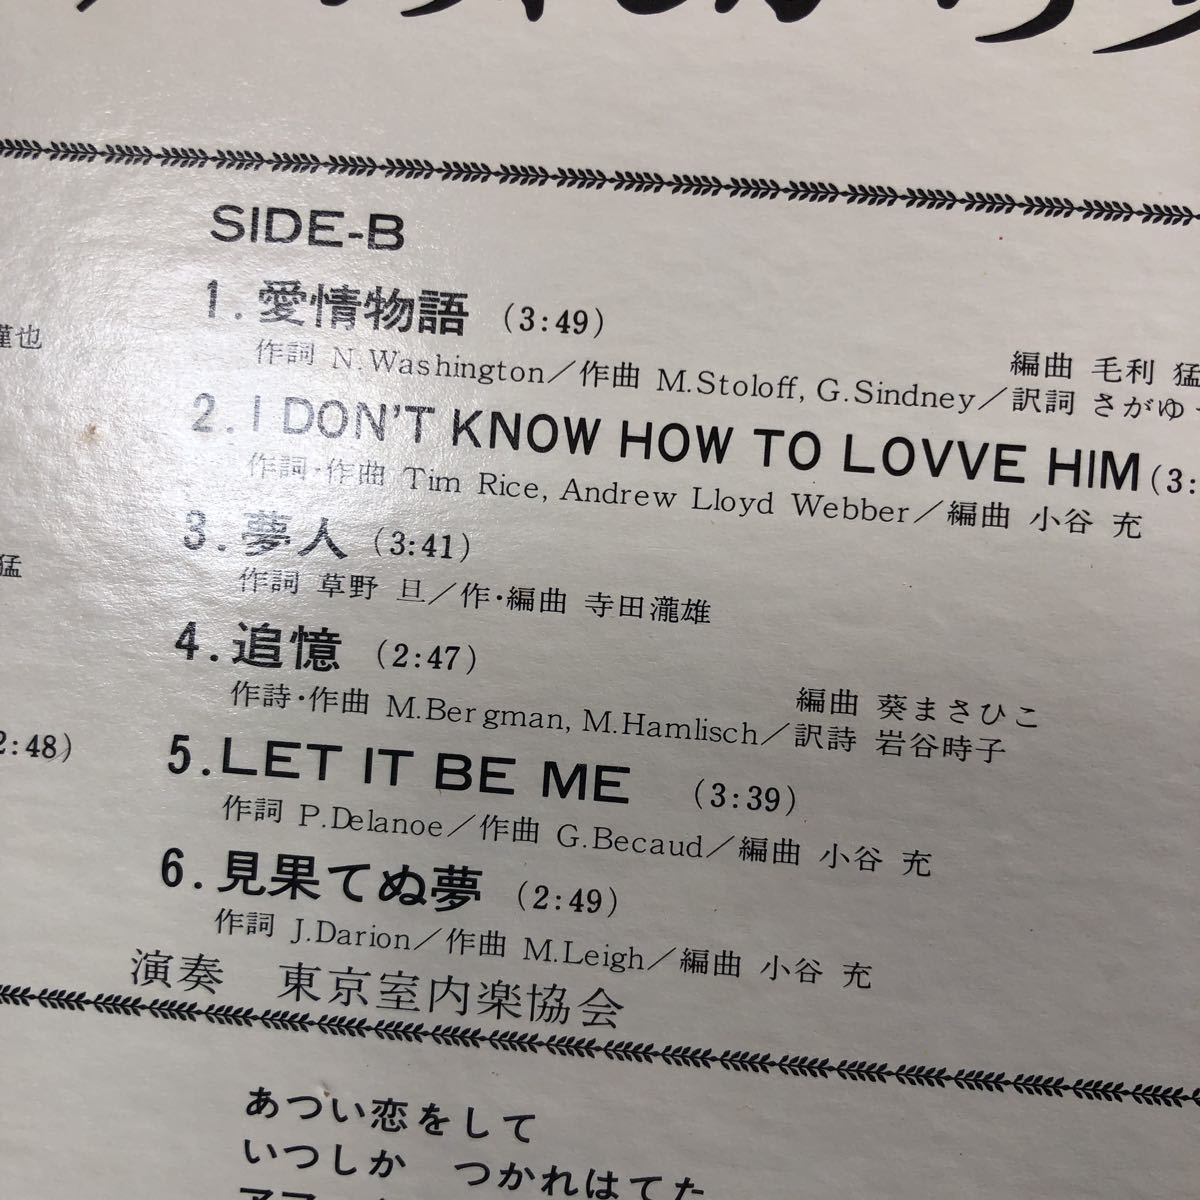 SIDE-B
1.愛情物語 (3:49)
編曲 毛利 猛
作詞 N.Washington／作曲 M.Stoloff, G.Sindney／訳詞 さがゆ
2.I DON'T KNOW HOW TO LOVVE HIM (3:
作詞・作曲 Tim Rice, Andrew Lloyd Webber／編曲 小谷 充
3.夢人 (3:41)
作詞 草野 旦／作・編曲 寺田瀧雄
4.追憶 (2:47)
編曲 葵まさひこ
作詩・作曲 M.Bergman, M.Hamlisch／訳詩 岩谷時子
5.LET IT BE ME (3:39)
作詞 P.Delanoe／作曲 G.Becaud／編曲 小谷 充
6.見果てぬ夢 (2:49)
作詞 J.Darion／作曲 M.Leigh／編曲 小谷 充
演奏 東京室内楽協会
也
猛
2:48)
あつい恋をして
いつしか つかれはてた